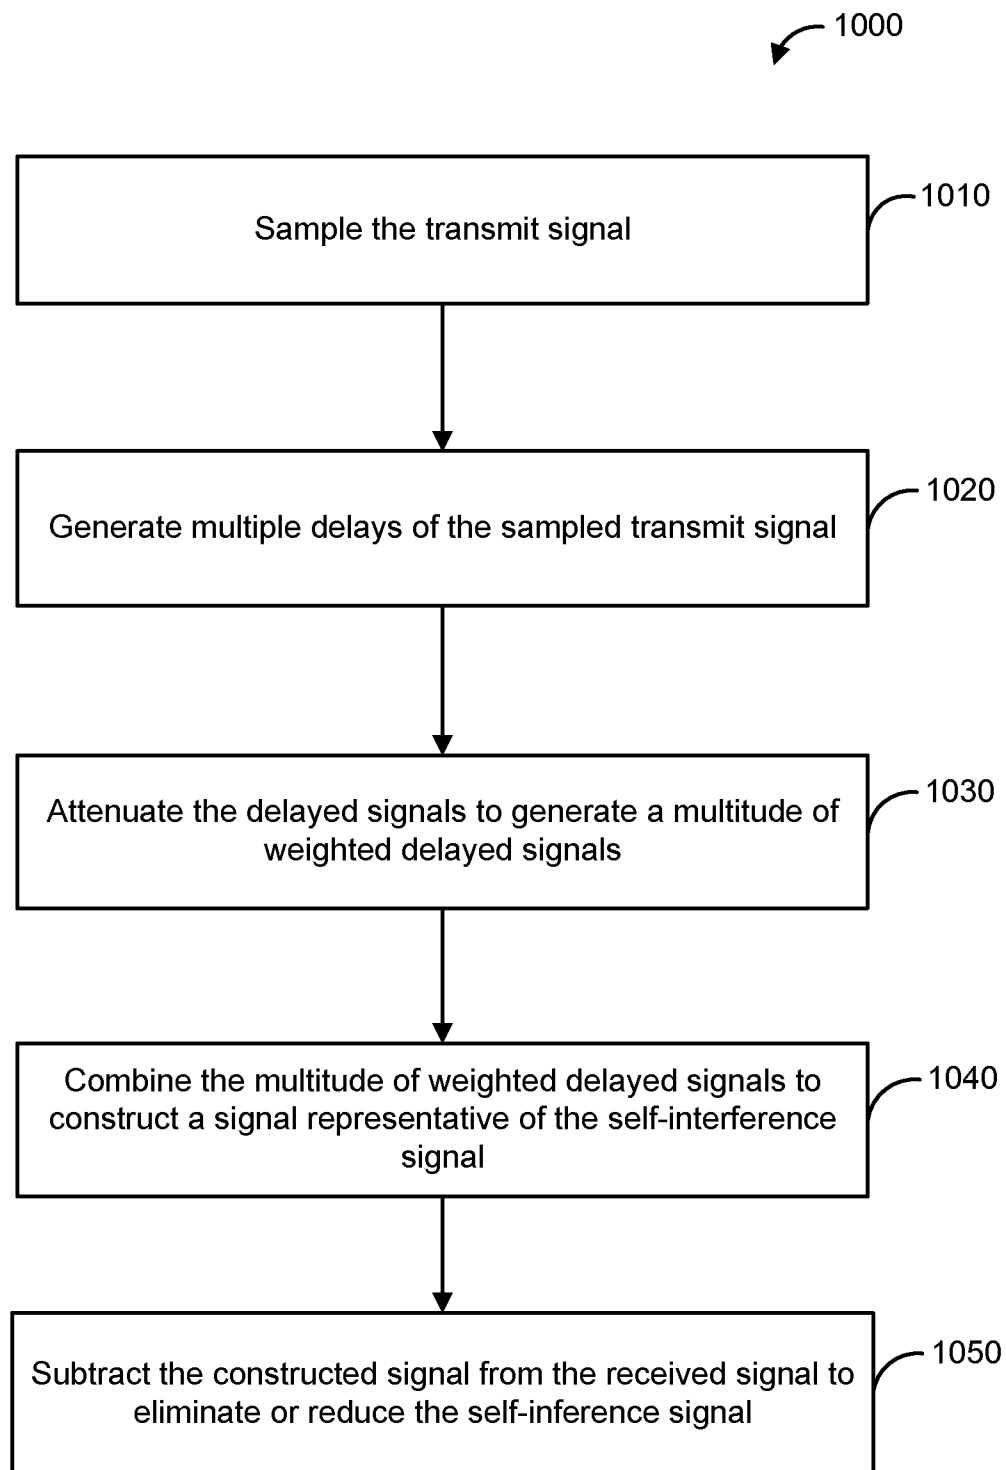 1000
Sample the transmit signal
1010
Generate multiple delays of the sampled transmit signal
1020
Attenuate the delayed signals to generate a multitude of
weighted delayed signals
1030
Combine the multitude of weighted delayed signals to
construct a signal representative of the self-interference
signal
1040
Subtract the constructed signal from the received signal to
eliminate or reduce the self-inference signal
1050